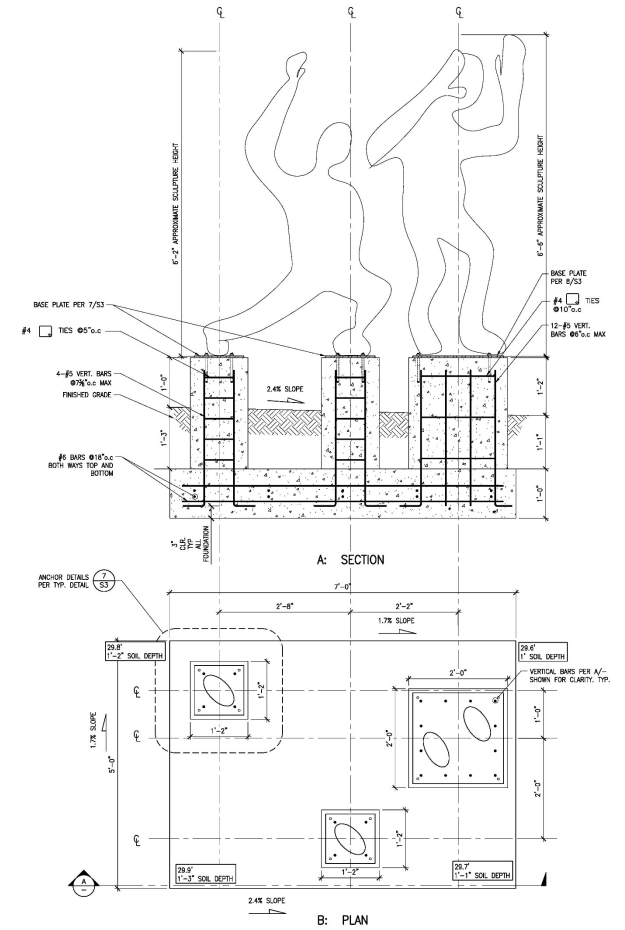 ℄ ℄ ℄
6'-2" APPROXIMATE SCULPTURE HEIGHT
6'-6" APPROXIMATE SCULPTURE HEIGHT
BASE PLATE
PER 8/S3
#4 TIES
@10"o.c
12-#5 VERT.
BARS @6"o.c MAX
BASE PLATE PER 7/S3
#4 TIES @5"o.c
4-#5 VERT. BARS
@7⅝"o.c MAX
FINISHED GRADE
1'-0"
1'-3"
2.4% SLOPE
1'-2"
1'-1"
1'-0"
#6 BARS @18"o.c
BOTH WAYS TOP AND
BOTTOM
3"
CLR.
TYP
ALL
FOUNDATION
A: SECTION
ANCHOR DETAILS
PER TYP. DETAIL
7
S3
7'-0"
2'-8"
2'-2"
1.7% SLOPE
29.8'
1'-2" SOIL DEPTH
29.6'
1" SOIL DEPTH
VERTICAL BARS PER A/-
SHOWN FOR CLARITY. TYP.
2'-0"
1'-2"
1'-2"
℄
℄
℄
2'-0"
1'-0"
2'-0"
1.7% SLOPE
5'-0"
1'-2"
1'-2"
29.9'
1'-3" SOIL DEPTH
29.7'
1'-1" SOIL DEPTH
A
–
2.4% SLOPE
B: PLAN